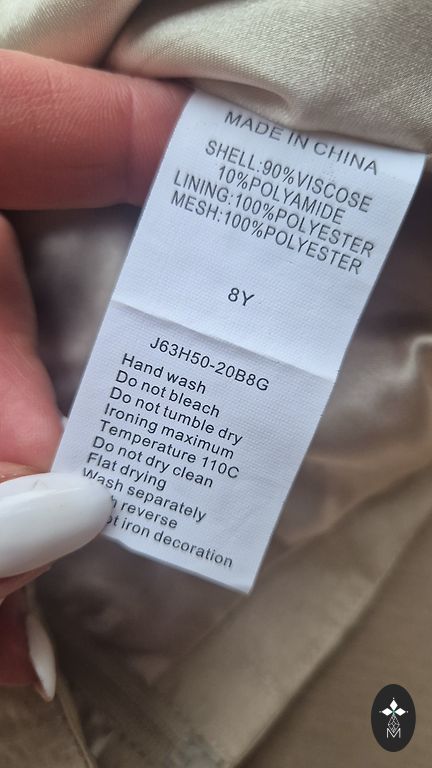 MADE IN CHINA
SHELL:90%VISCOSE
10%POLYAMIDE
LINING:100%POLYESTER
MESH:100%POLYESTER
8Y
J63H50-20B8G
Hand wash
Do not bleach
Do not tumble dry
Ironing maximum
Temperature 110C
Do not dry clean
Flat drying
Wash separately
reverse
iron decoration
M